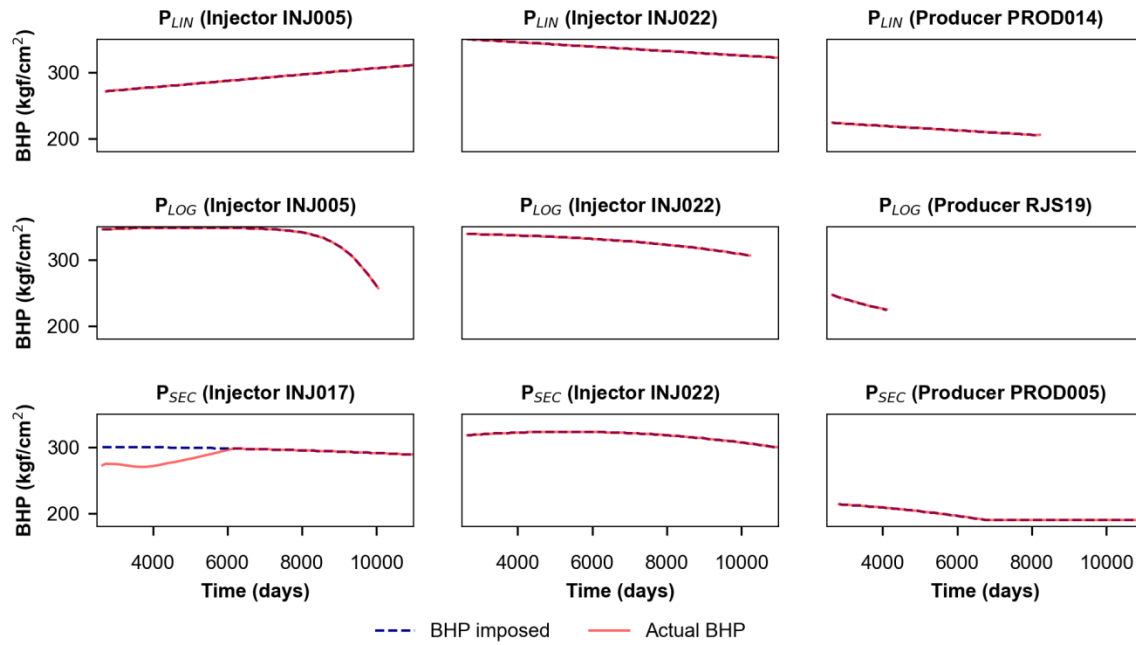 P_LIN (Injector INJ005) P_LIN (Injector INJ022) P_LIN (Producer PROD014)
BHP (kgf/cm²)
300
200
P_LOG (Injector INJ005) P_LOG (Injector INJ022) P_LOG (Producer RJS19)
BHP (kgf/cm²)
300
200
P_SEC (Injector INJ017) P_SEC (Injector INJ022) P_SEC (Producer PROD005)
BHP (kgf/cm²)
300
200
4000 6000 8000 10000 4000 6000 8000 10000 4000 6000 8000 10000
Time (days) Time (days) Time (days)
BHP imposed Actual BHP